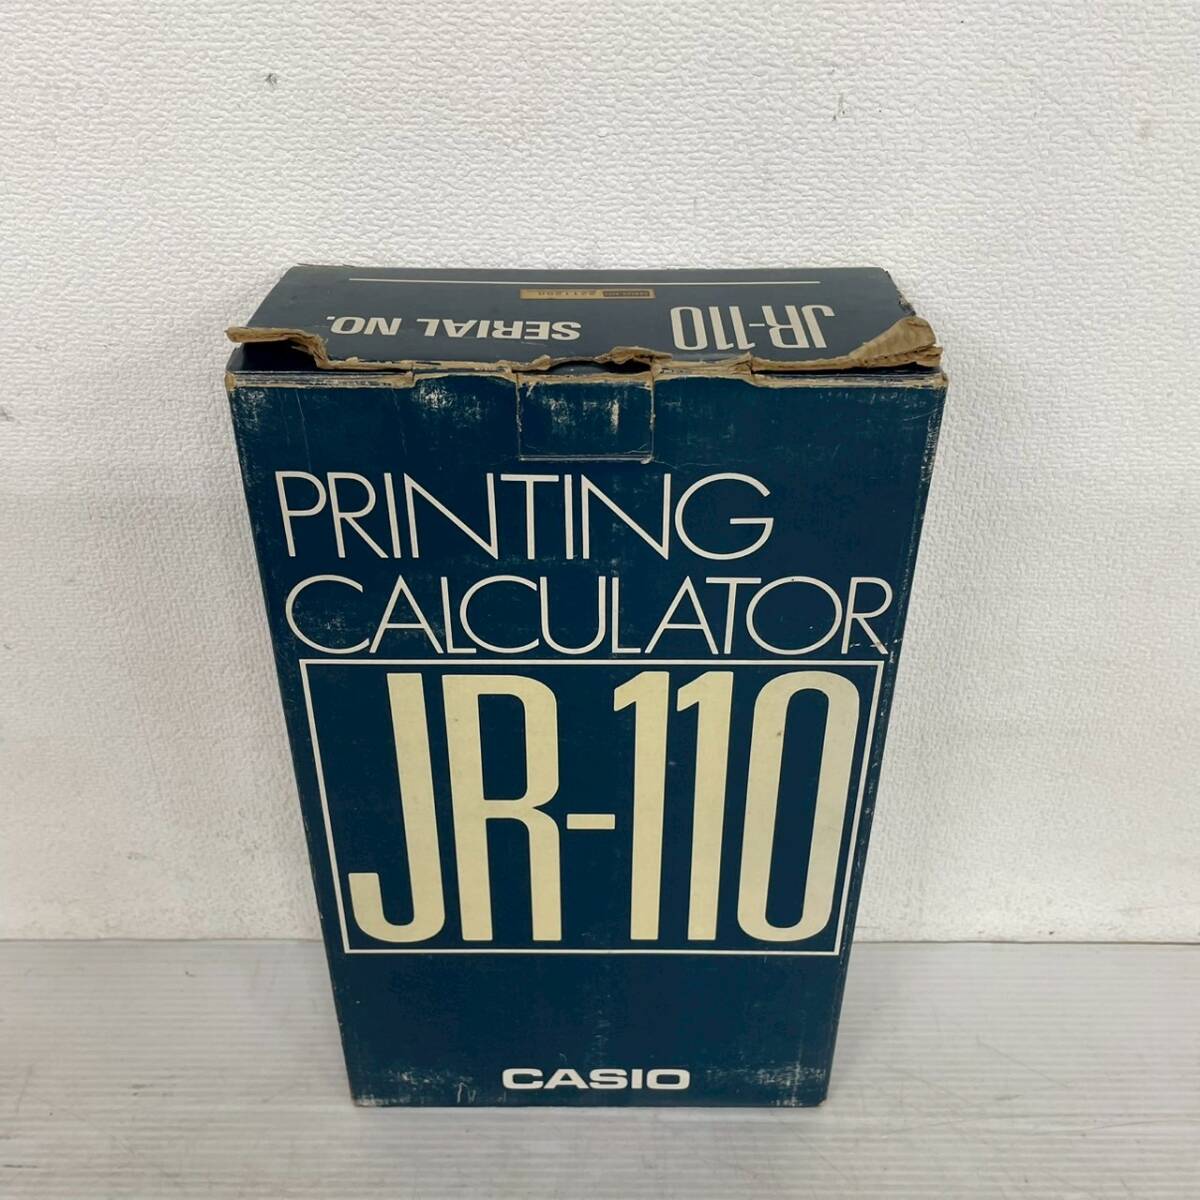 JR-110
SERIAL NO.
PRINTING
CALCULATOR
JR-110
CASIO